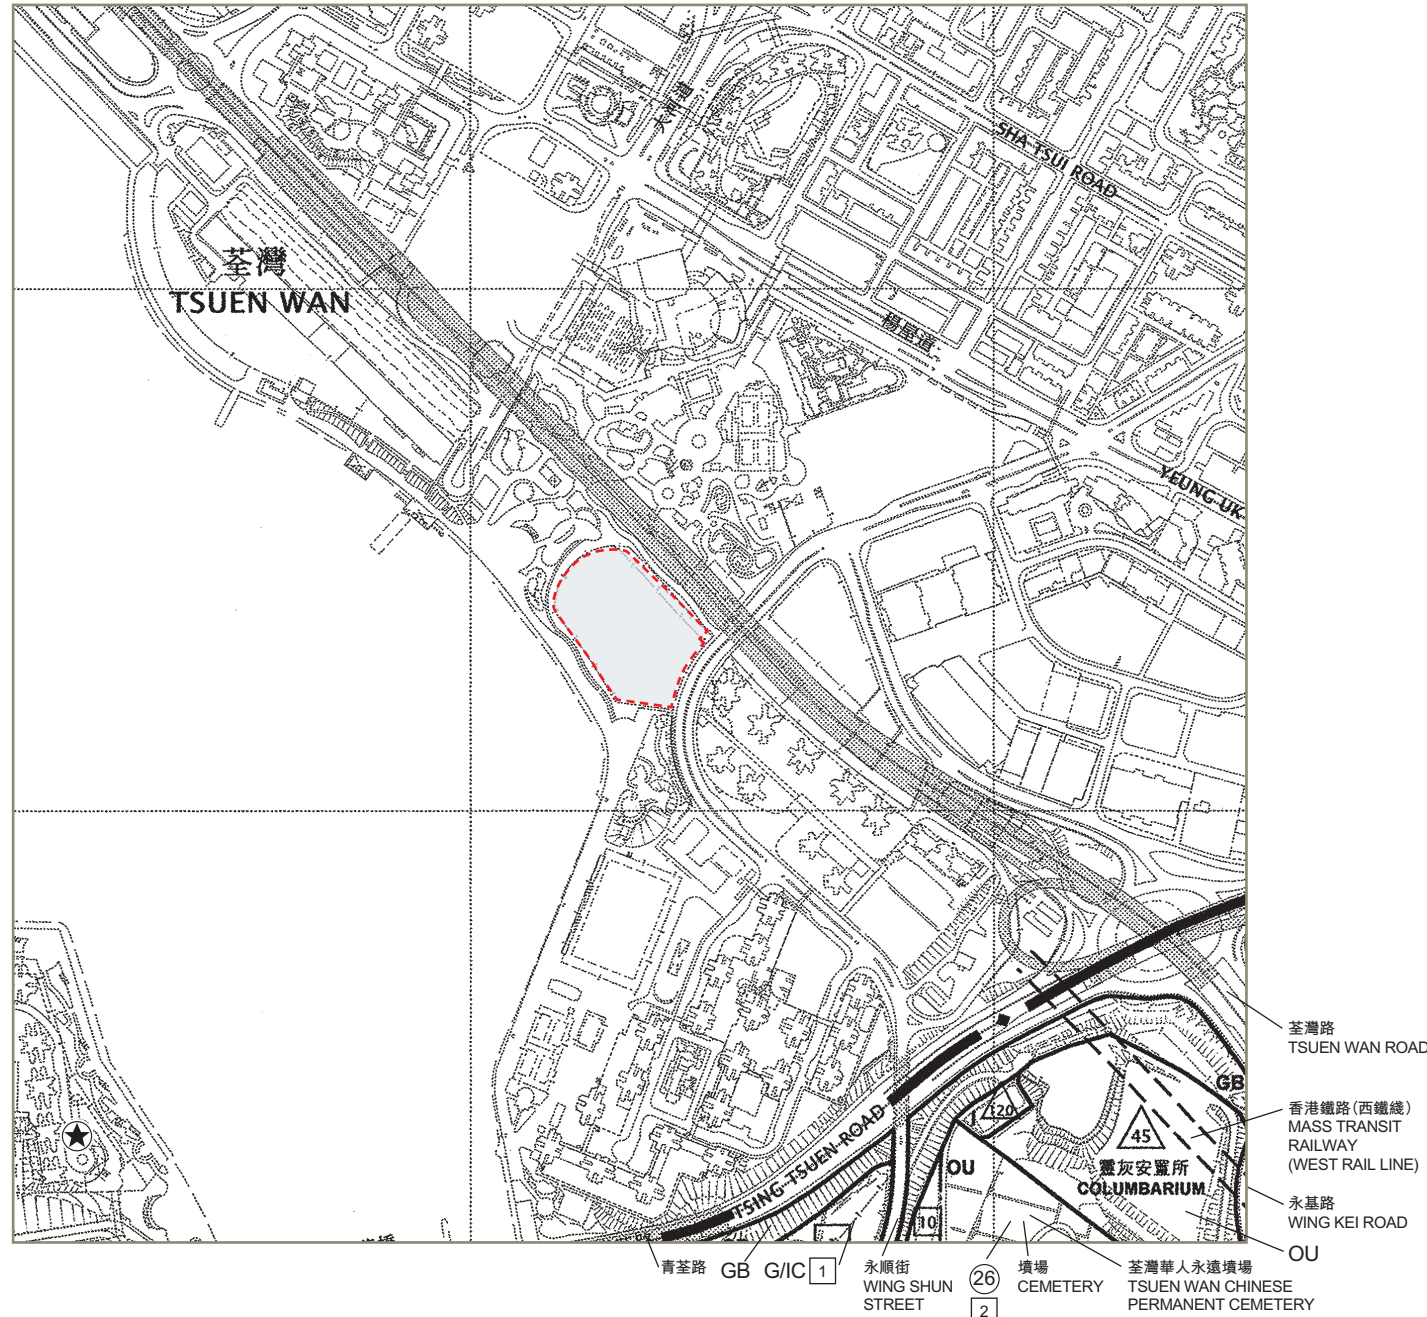 大河道
SHA TSUI ROAD
荃灣
TSUEN WAN
楊屋道
YEUNG UK
荃灣路
TSUEN WAN ROAD
GB
香港鐵路(西鐵綫)
MASS TRANSIT
RAILWAY
(WEST RAIL LINE)
120
45
靈灰安置所
COLUMBARIUM
OU
TSING TSUEN ROAD
永基路
WING KEI ROAD
10
OU
青荃路
GB
G/IC
1
永順街
WING SHUN
STREET
26
2
墳場
CEMETERY
荃灣華人永遠墳場
TSUEN WAN CHINESE
PERMANENT CEMETERY